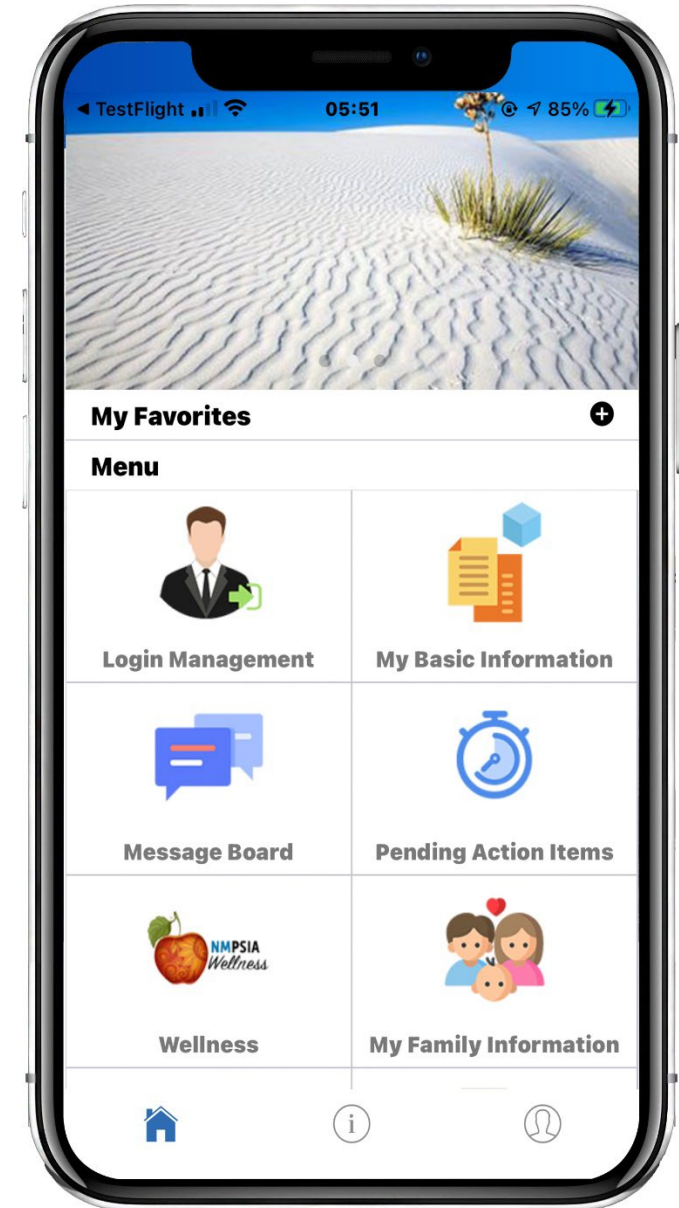 ◀ TestFlight 05:51 85%
My Favorites
Menu
Login Management My Basic Information
Message Board Pending Action Items
NMPSIA
Wellness
Wellness My Family Information
i